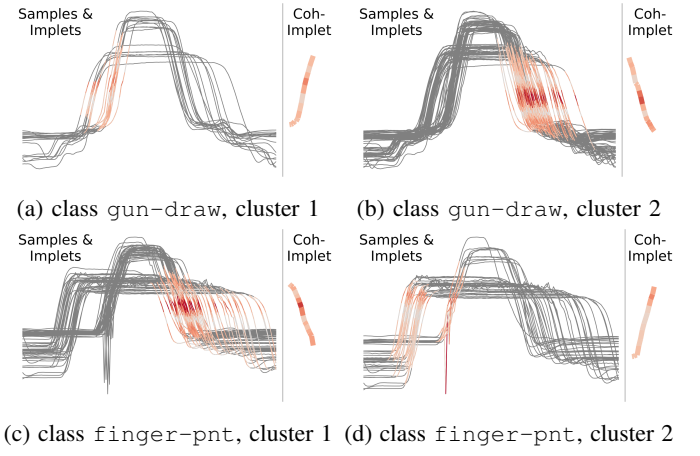 Samples & Implets
Coh-Implet
Samples & Implets
Coh-Implet
(a) class gun-draw, cluster 1
(b) class gun-draw, cluster 2
Samples & Implets
Coh-Implet
Samples & Implets
Coh-Implet
(c) class finger-pnt, cluster 1
(d) class finger-pnt, cluster 2